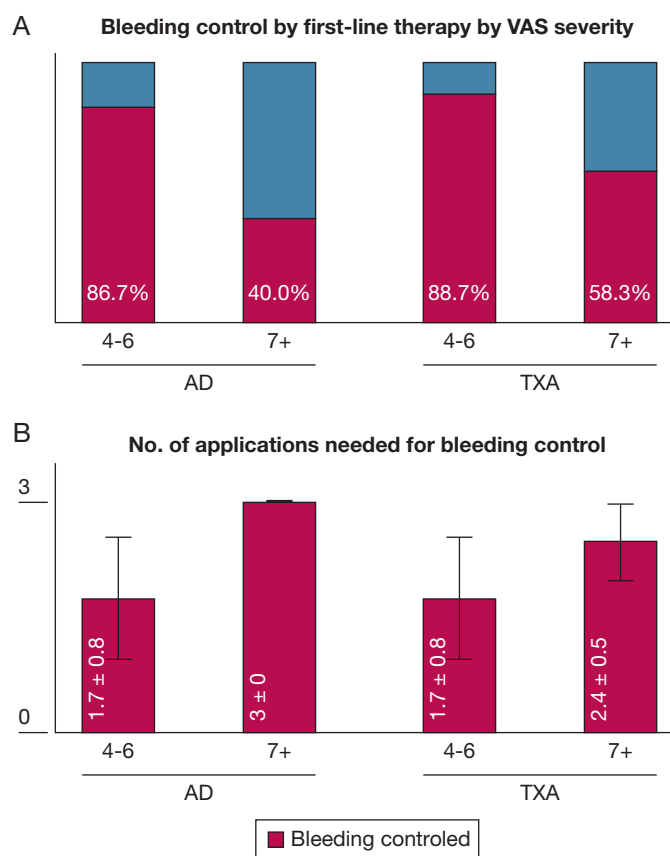 A
Bleeding control by first-line therapy by VAS severity
86.7%
40.0%
88.7%
58.3%
4-6
7+
4-6
7+
AD
TXA
B
No. of applications needed for bleeding control
3
0
1.7 ± 0.8
3 ± 0
1.7 ± 0.8
2.4 ± 0.5
4-6
7+
4-6
7+
AD
TXA
Bleeding controled